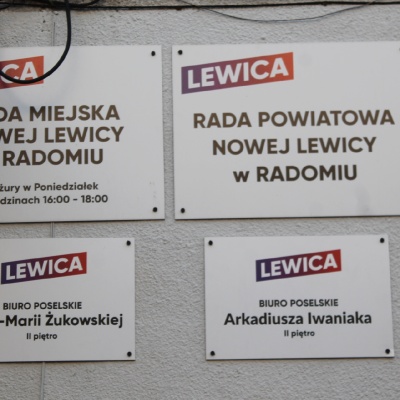 CA
DA MIEJSKA
WEJ LEWICY
RADOMIU
żury w Poniedziałek
dzinach 16:00 - 18:00
LEWICA
RADA POWIATOWA
NOWEJ LEWICY
w RADOMIU
LEWICA
BIURO POSELSKIE
-Marii Żukowskiej
II piętro
LEWICA
BIURO POSELSKIE
Arkadiusza Iwaniaka
II piętro